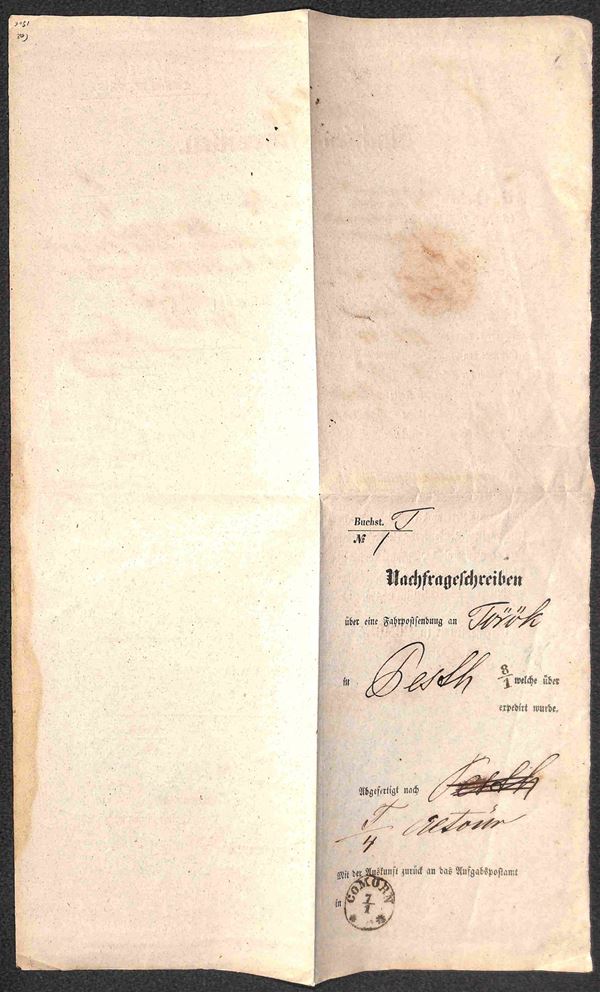 Buchst. T
№ 1
Nachfrageschreiben
über eine Fahrpostsendung an Török
in Pesth 8/1 welche über
expedirt wurde.
Abgefertigt nach Pesth
T/4 retour
Mit der Auskunft zurück an das Aufgabspostamt
in
COMORN
7/1